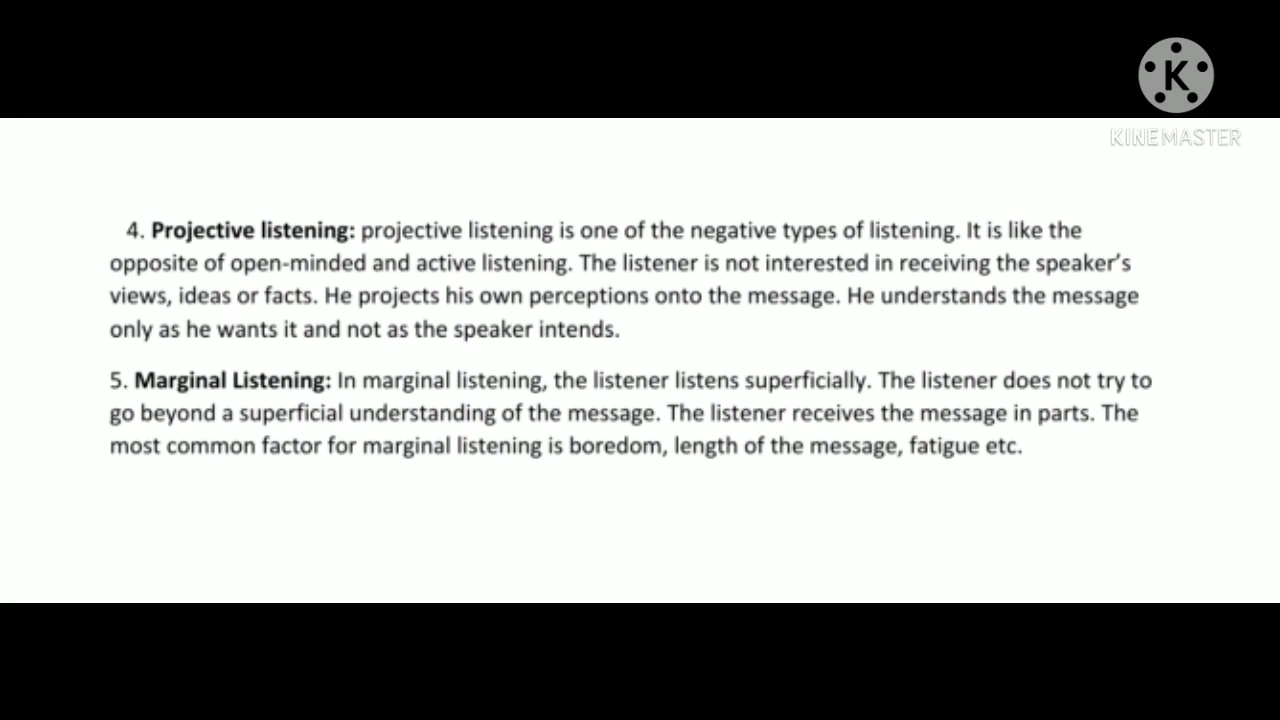 K
KINEMASTER
4. Projective listening: projective listening is one of the negative types of listening. It is like the
opposite of open-minded and active listening. The listener is not interested in receiving the speaker's
views, ideas or facts. He projects his own perceptions onto the message. He understands the message
only as he wants it and not as the speaker intends.
5. Marginal Listening: In marginal listening, the listener listens superficially. The listener does not try to
go beyond a superficial understanding of the message. The listener receives the message in parts. The
most common factor for marginal listening is boredom, length of the message, fatigue etc.